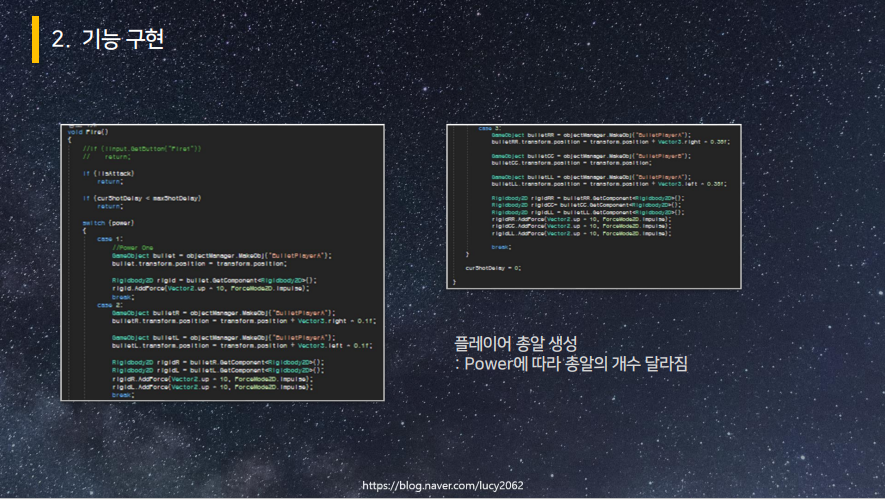 2. 기능 구현
void Fire()
{
//if (!Input.GetButton("Fire1"))
//    return;
if (!isAttack)
return;
if (curShotDelay < maxShotDelay)
return;
switch (power)
{
case 1:
//Power One
GameObject bullet = objectManager.MakeObj("BulletPlayerA");
bullet.transform.position = transform.position;
Rigidbody2D rigid = bullet.GetComponent<Rigidbody2D>();
rigid.AddForce(Vector2.up * 10, ForceMode2D.Impulse);
break;
case 2:
GameObject bulletR = objectManager.MakeObj("BulletPlayerA");
bulletR.transform.position = transform.position + Vector3.right * 0.1f;
GameObject bulletL = objectManager.MakeObj("BulletPlayerA");
bulletL.transform.position = transform.position + Vector3.left * 0.1f;
Rigidbody2D rigidR = bulletR.GetComponent<Rigidbody2D>();
Rigidbody2D rigidL = bulletL.GetComponent<Rigidbody2D>();
rigidR.AddForce(Vector2.up * 10, ForceMode2D.Impulse);
rigidL.AddForce(Vector2.up * 10, ForceMode2D.Impulse);
break;
case 3:
GameObject bulletRR = objectManager.MakeObj("BulletPlayerA");
bulletRR.transform.position = transform.position + Vector3.right * 0.35f;
GameObject bulletCC = objectManager.MakeObj("BulletPlayerB");
bulletCC.transform.position = transform.position;
GameObject bulletLL = objectManager.MakeObj("BulletPlayerA");
bulletLL.transform.position = transform.position + Vector3.left * 0.35f;
Rigidbody2D rigidRR = bulletRR.GetComponent<Rigidbody2D>();
Rigidbody2D rigidCC = bulletCC.GetComponent<Rigidbody2D>();
Rigidbody2D rigidLL = bulletLL.GetComponent<Rigidbody2D>();
rigidRR.AddForce(Vector2.up * 10, ForceMode2D.Impulse);
rigidCC.AddForce(Vector2.up * 10, ForceMode2D.Impulse);
rigidLL.AddForce(Vector2.up * 10, ForceMode2D.Impulse);
break;
}
curShotDelay = 0;
}
플레이어 총알 생성
: Power에 따라 총알의 개수 달라짐
https://blog.naver.com/lucy2062